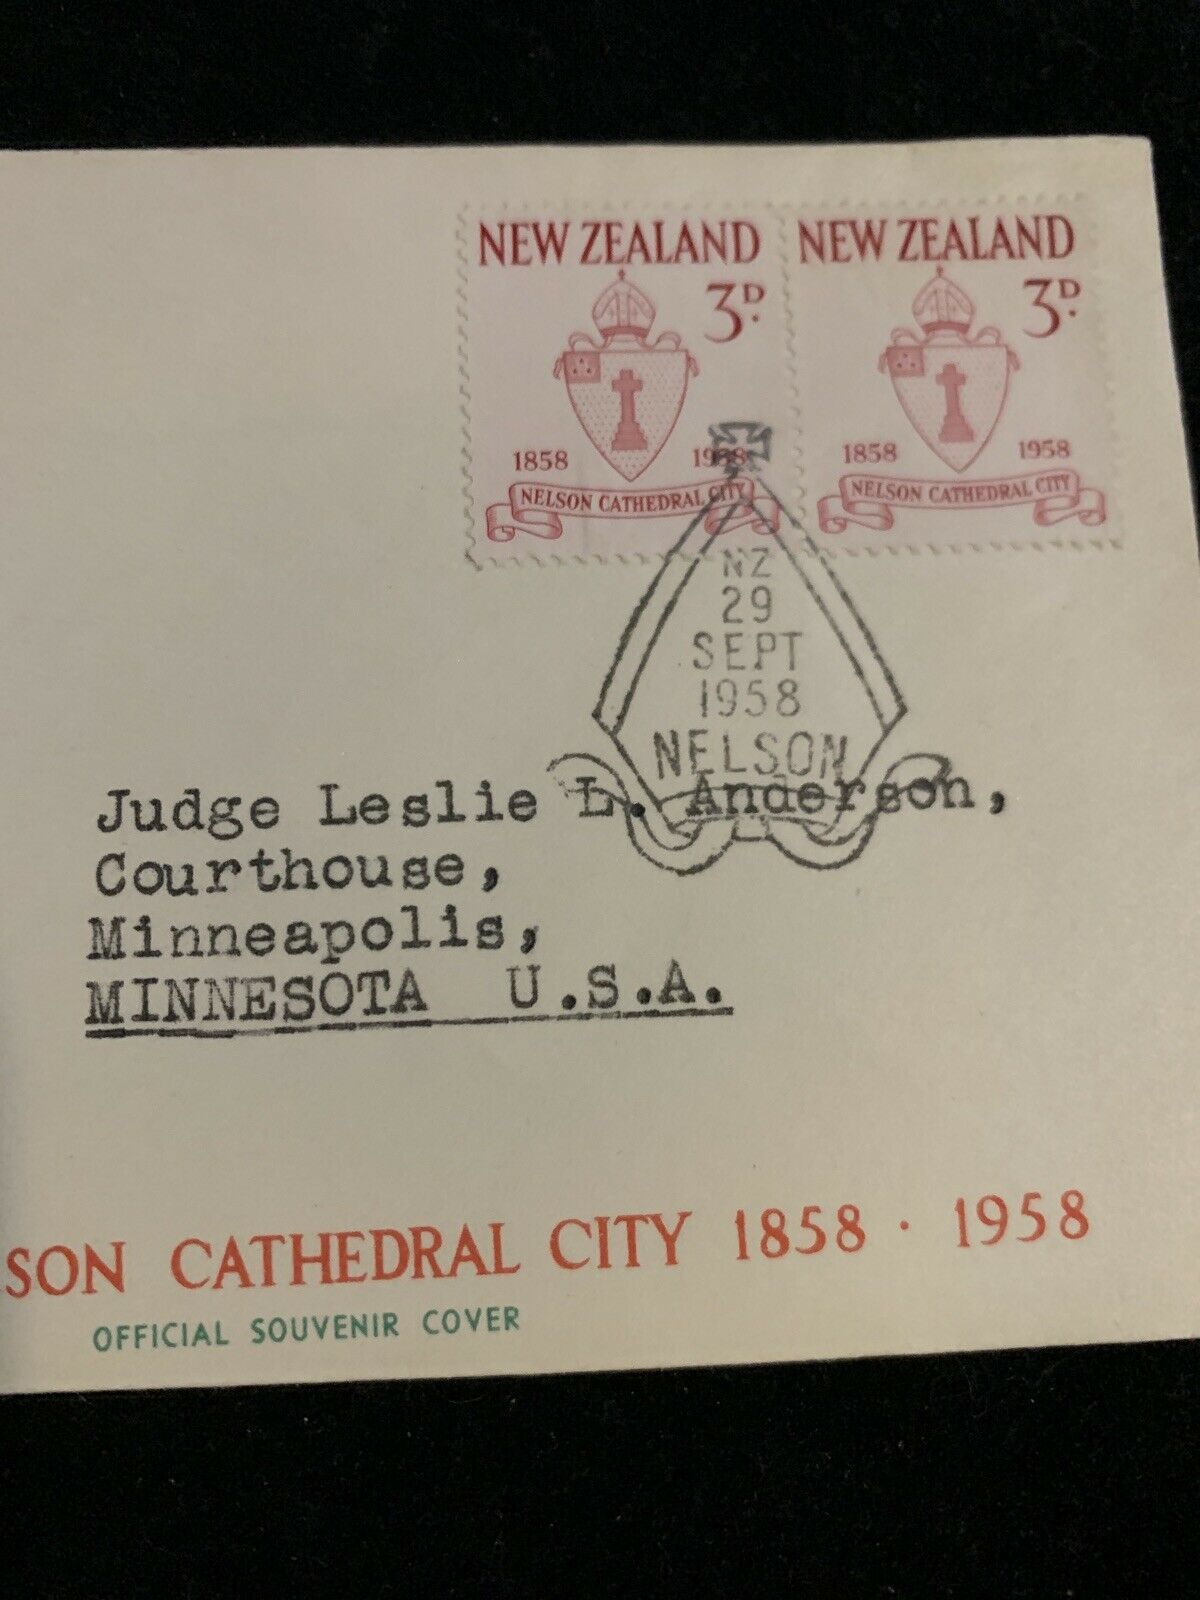 NEW ZEALAND
3D.
1858 1958
NELSON CATHEDRAL CITY
NEW ZEALAND
3D.
1858 1958
NELSON CATHEDRAL CITY
NZ
29
SEPT
1958
NELSON
Judge Leslie L. Anderson,
Courthouse,
Minneapolis,
MINNESOTA U.S.A.
SON CATHEDRAL CITY 1858 · 1958
OFFICIAL SOUVENIR COVER